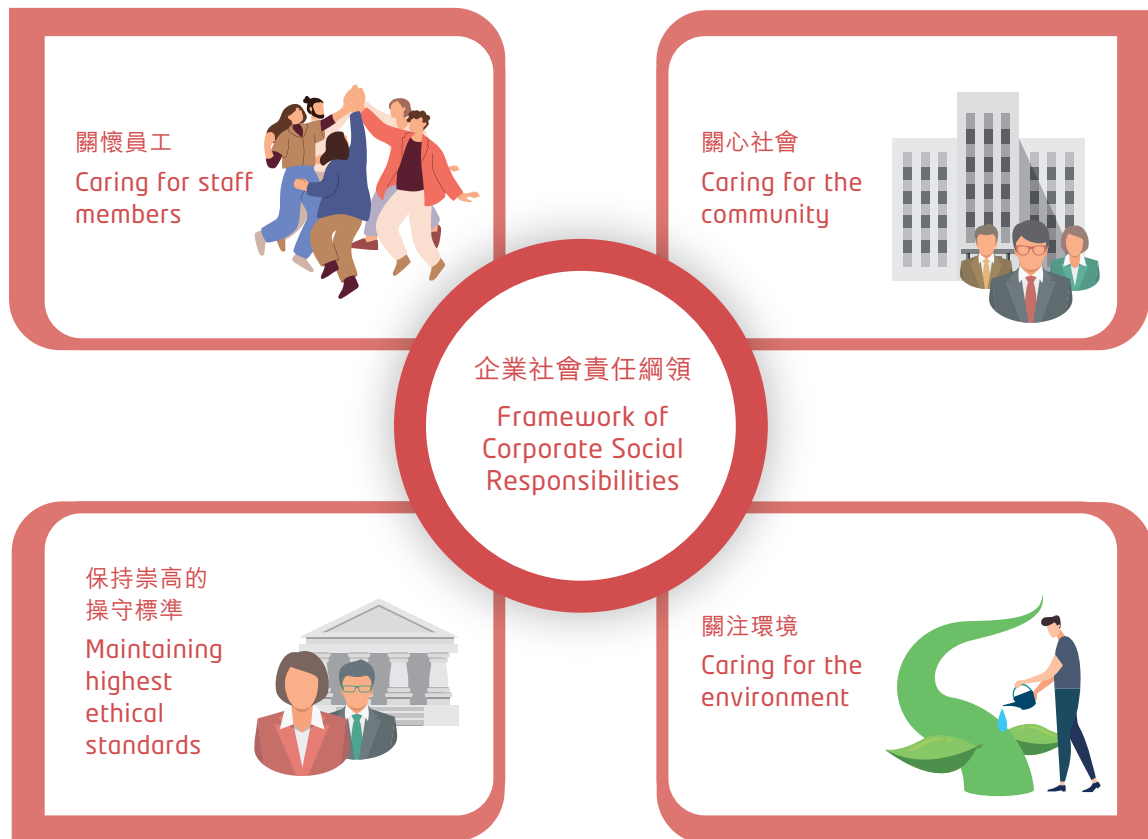 關懷員工
Caring for staff
members
關心社會
Caring for the
community
企業社會責任綱領
Framework of
Corporate Social
Responsibilities
保持崇高的
操守標準
Maintaining
highest
ethical
standards
關注環境
Caring for the
environment